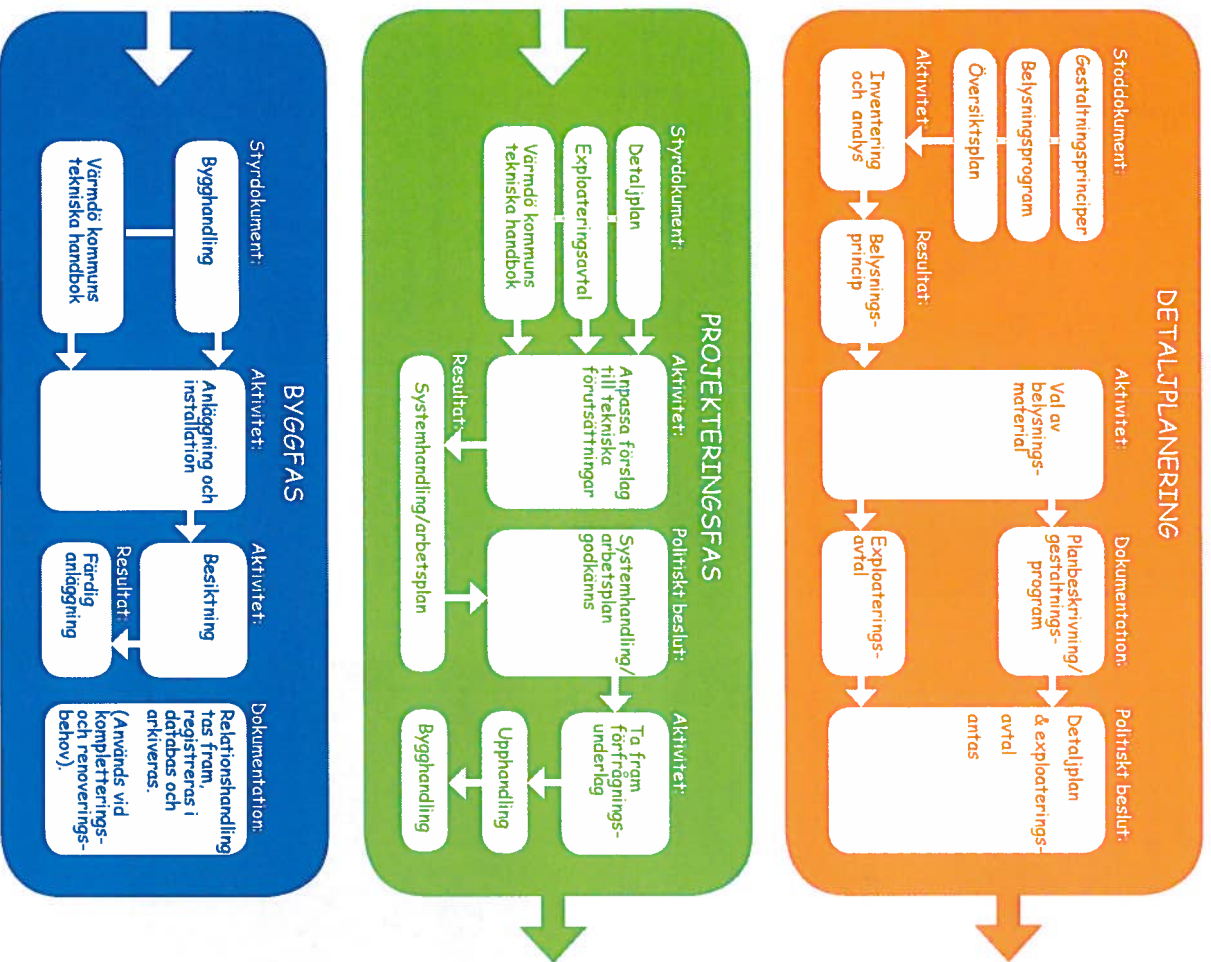 DETALJPLANERING
Stöddokument:
Gestaltningsprinciper
Belysningsprogram
Översiktsplan
Aktivitet:
Inventering
och analys
Resultat:
Belysnings-
princip
Aktivitet:
Val av
belysnings-
material
Dokumentation:
Planbeskrivning/
gestaltnings-
program
Exploaterings-
avtal
Politiskt beslut:
Detaljplan
& exploaterings-
avtal
antas
PROJEKTERINGSFAS
Styrdokument:
Detaljplan
Exploateringsavtal
Värmdö kommuns
tekniska handbok
Aktivitet:
Anpassa förslag
till tekniska
förutsättningar
Resultat:
Systemhandling/arbetsplan
Politiskt beslut:
Systemhandling/
arbetsplan
godkänns
Aktivitet:
Ta fram
förfrågnings-
underlag
Upphandling
Bygghandling
BYGGFAS
Styrdokument:
Bygghandling
Värmdö kommuns
tekniska handbok
Aktivitet:
Anläggning och
installation
Aktivitet:
Besiktning
Resultat:
Färdig
anläggning
Dokumentation:
Relationshandling
tas fram,
registreras i
databas och
arkiveras.
(Används vid
kompletterings-
och renoverings-
behov).